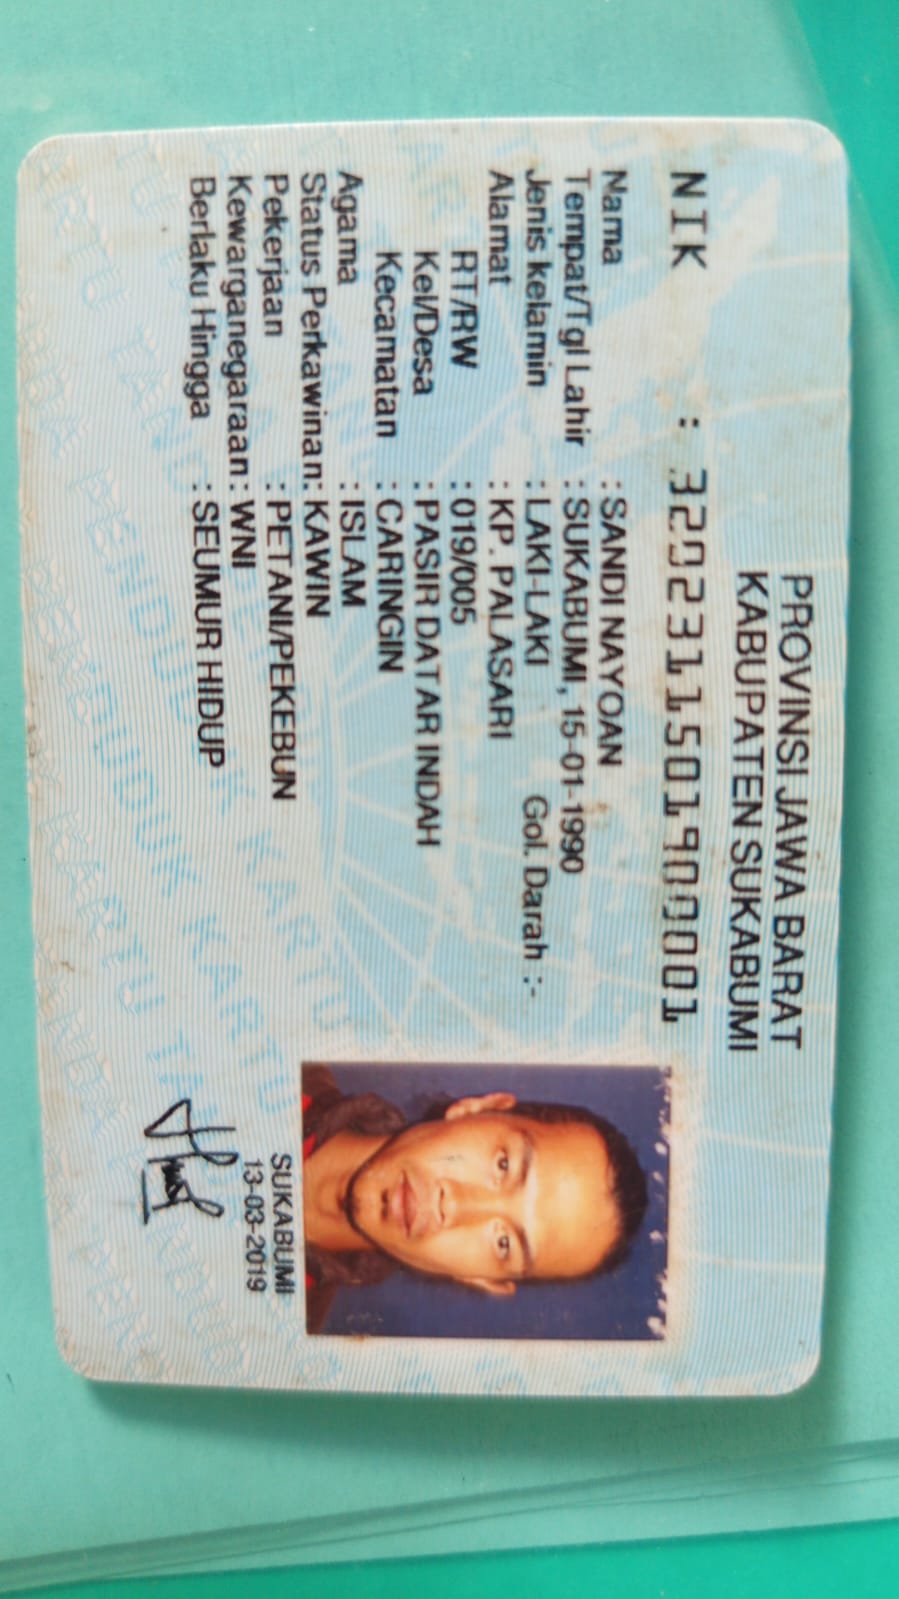 PROVINSI JAWA BARAT
KABUPATEN SUKABUMI
NIK : 3202311501900001
Nama : SANDI NAYOAN
Tempat/Tgl Lahir : SUKABUMI, 15-01-1990
Jenis kelamin : LAKI-LAKI Gol. Darah :-
Alamat : KP. PALASARI
RT/RW : 019/005
Kel/Desa : PASIR DATAR INDAH
Kecamatan : CARINGIN
Agama : ISLAM
Status Perkawinan: KAWIN
Pekerjaan : PETANI/PEKEBUN
Kewarganegaraan: WNI
Berlaku Hingga : SEUMUR HIDUP
SUKABUMI
13-03-2019